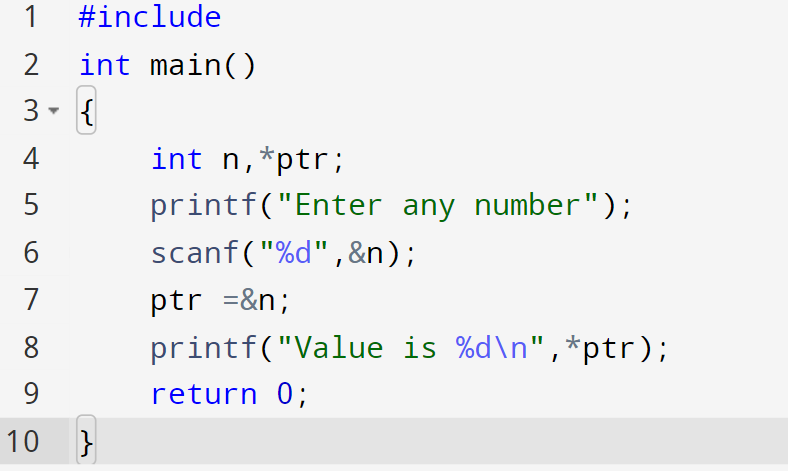 1 #include
2 int main()
3 {
4 int n,*ptr;
5 printf("Enter any number");
6 scanf("%d",&n);
7 ptr =&n;
8 printf("Value is %d\n",*ptr);
9 return 0;
10 }